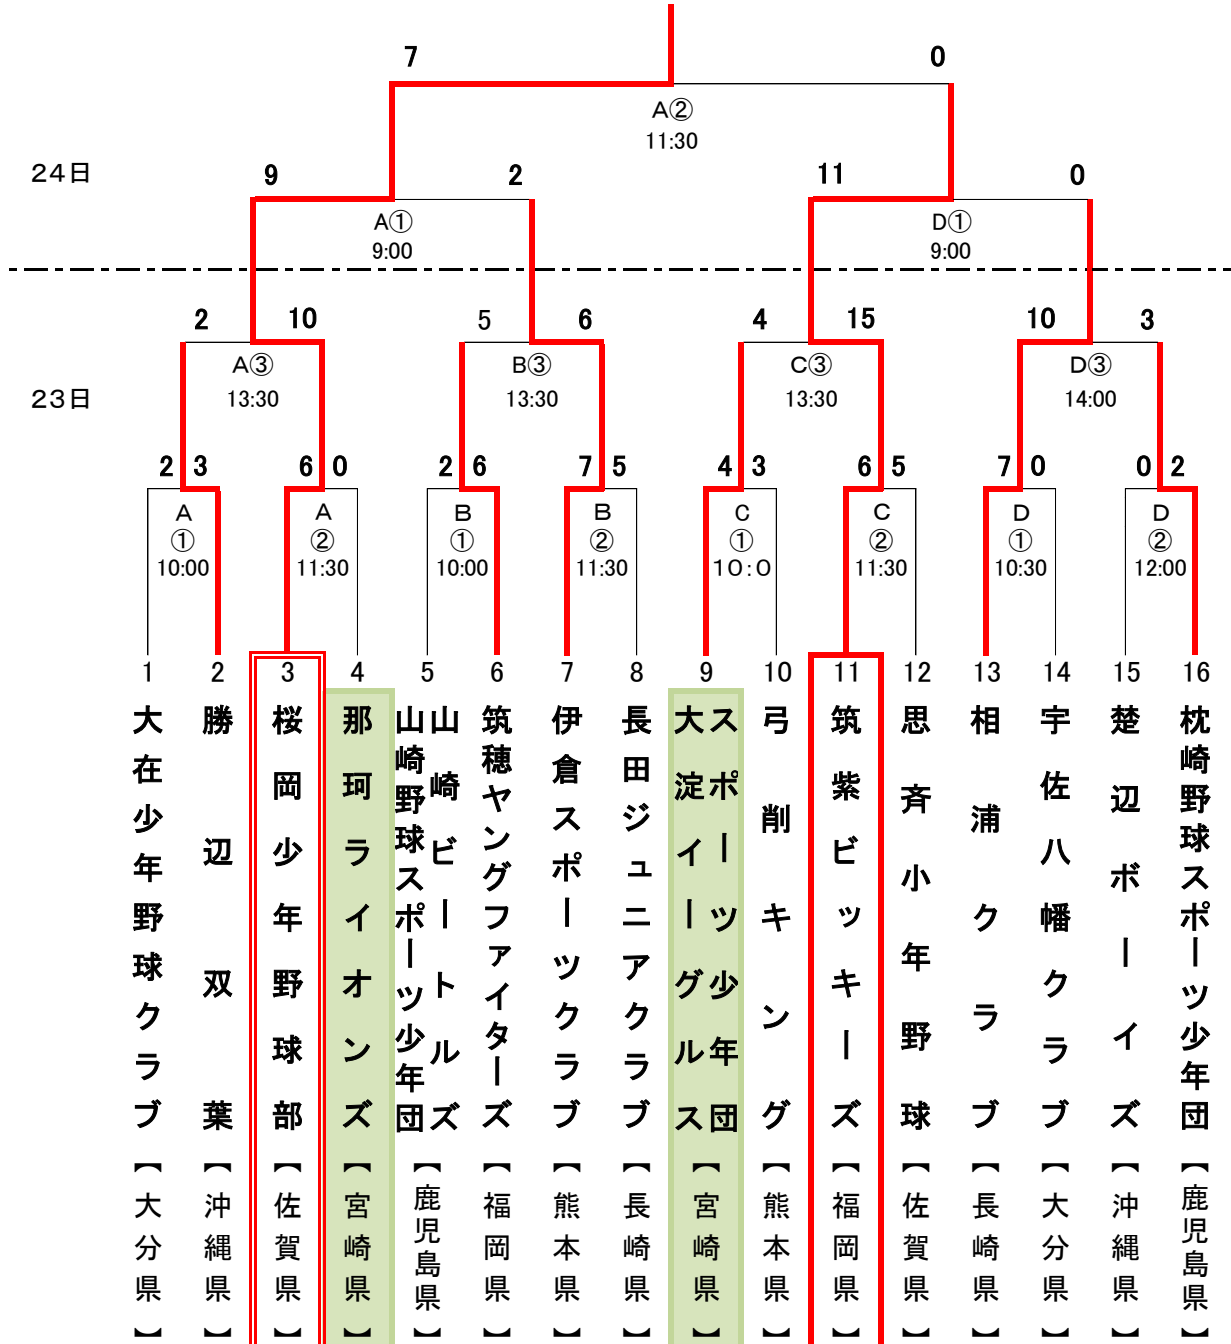 7 0
A②
11:30
24日
9 2 11 0
A① D①
9:00 9:00
2 10 5 6 4 15 10 3
A③ B③ C③ D③
13:30 13:30 13:30 14:00
23日
2 3 6 0 2 6 7 5 4 3 6 5 7 0 0 2
A A B B C C D D
① ② ① ② ① ② ① ②
10:00 11:30 10:00 11:30 10:0 11:30 10:30 12:00
1 2 3 4 5 6 7 8 9 10 11 12 13 14 15 16
大在少年野球クラブ【大分県】
勝辺双葉【沖縄県】
桜岡少年野球部【佐賀県】
那珂ライオンズ【宮崎県】
山崎ビートルズ
山崎野球スポーツ少年団
【鹿児島県】
筑穂ヤングファイターズ【福岡県】
伊倉スポーツクラブ【熊本県】
長田ジュニアクラブ【長崎県】
大淀イーグルス
スポーツ少年団
【宮崎県】
弓削キング【熊本県】
筑紫ビッキーズ【福岡県】
思斉小年野球【佐賀県】
相浦クラブ【長崎県】
宇佐八幡クラブ【大分県】
楚辺ボーイズ【沖縄県】
枕崎野球スポーツ少年団【鹿児島県】